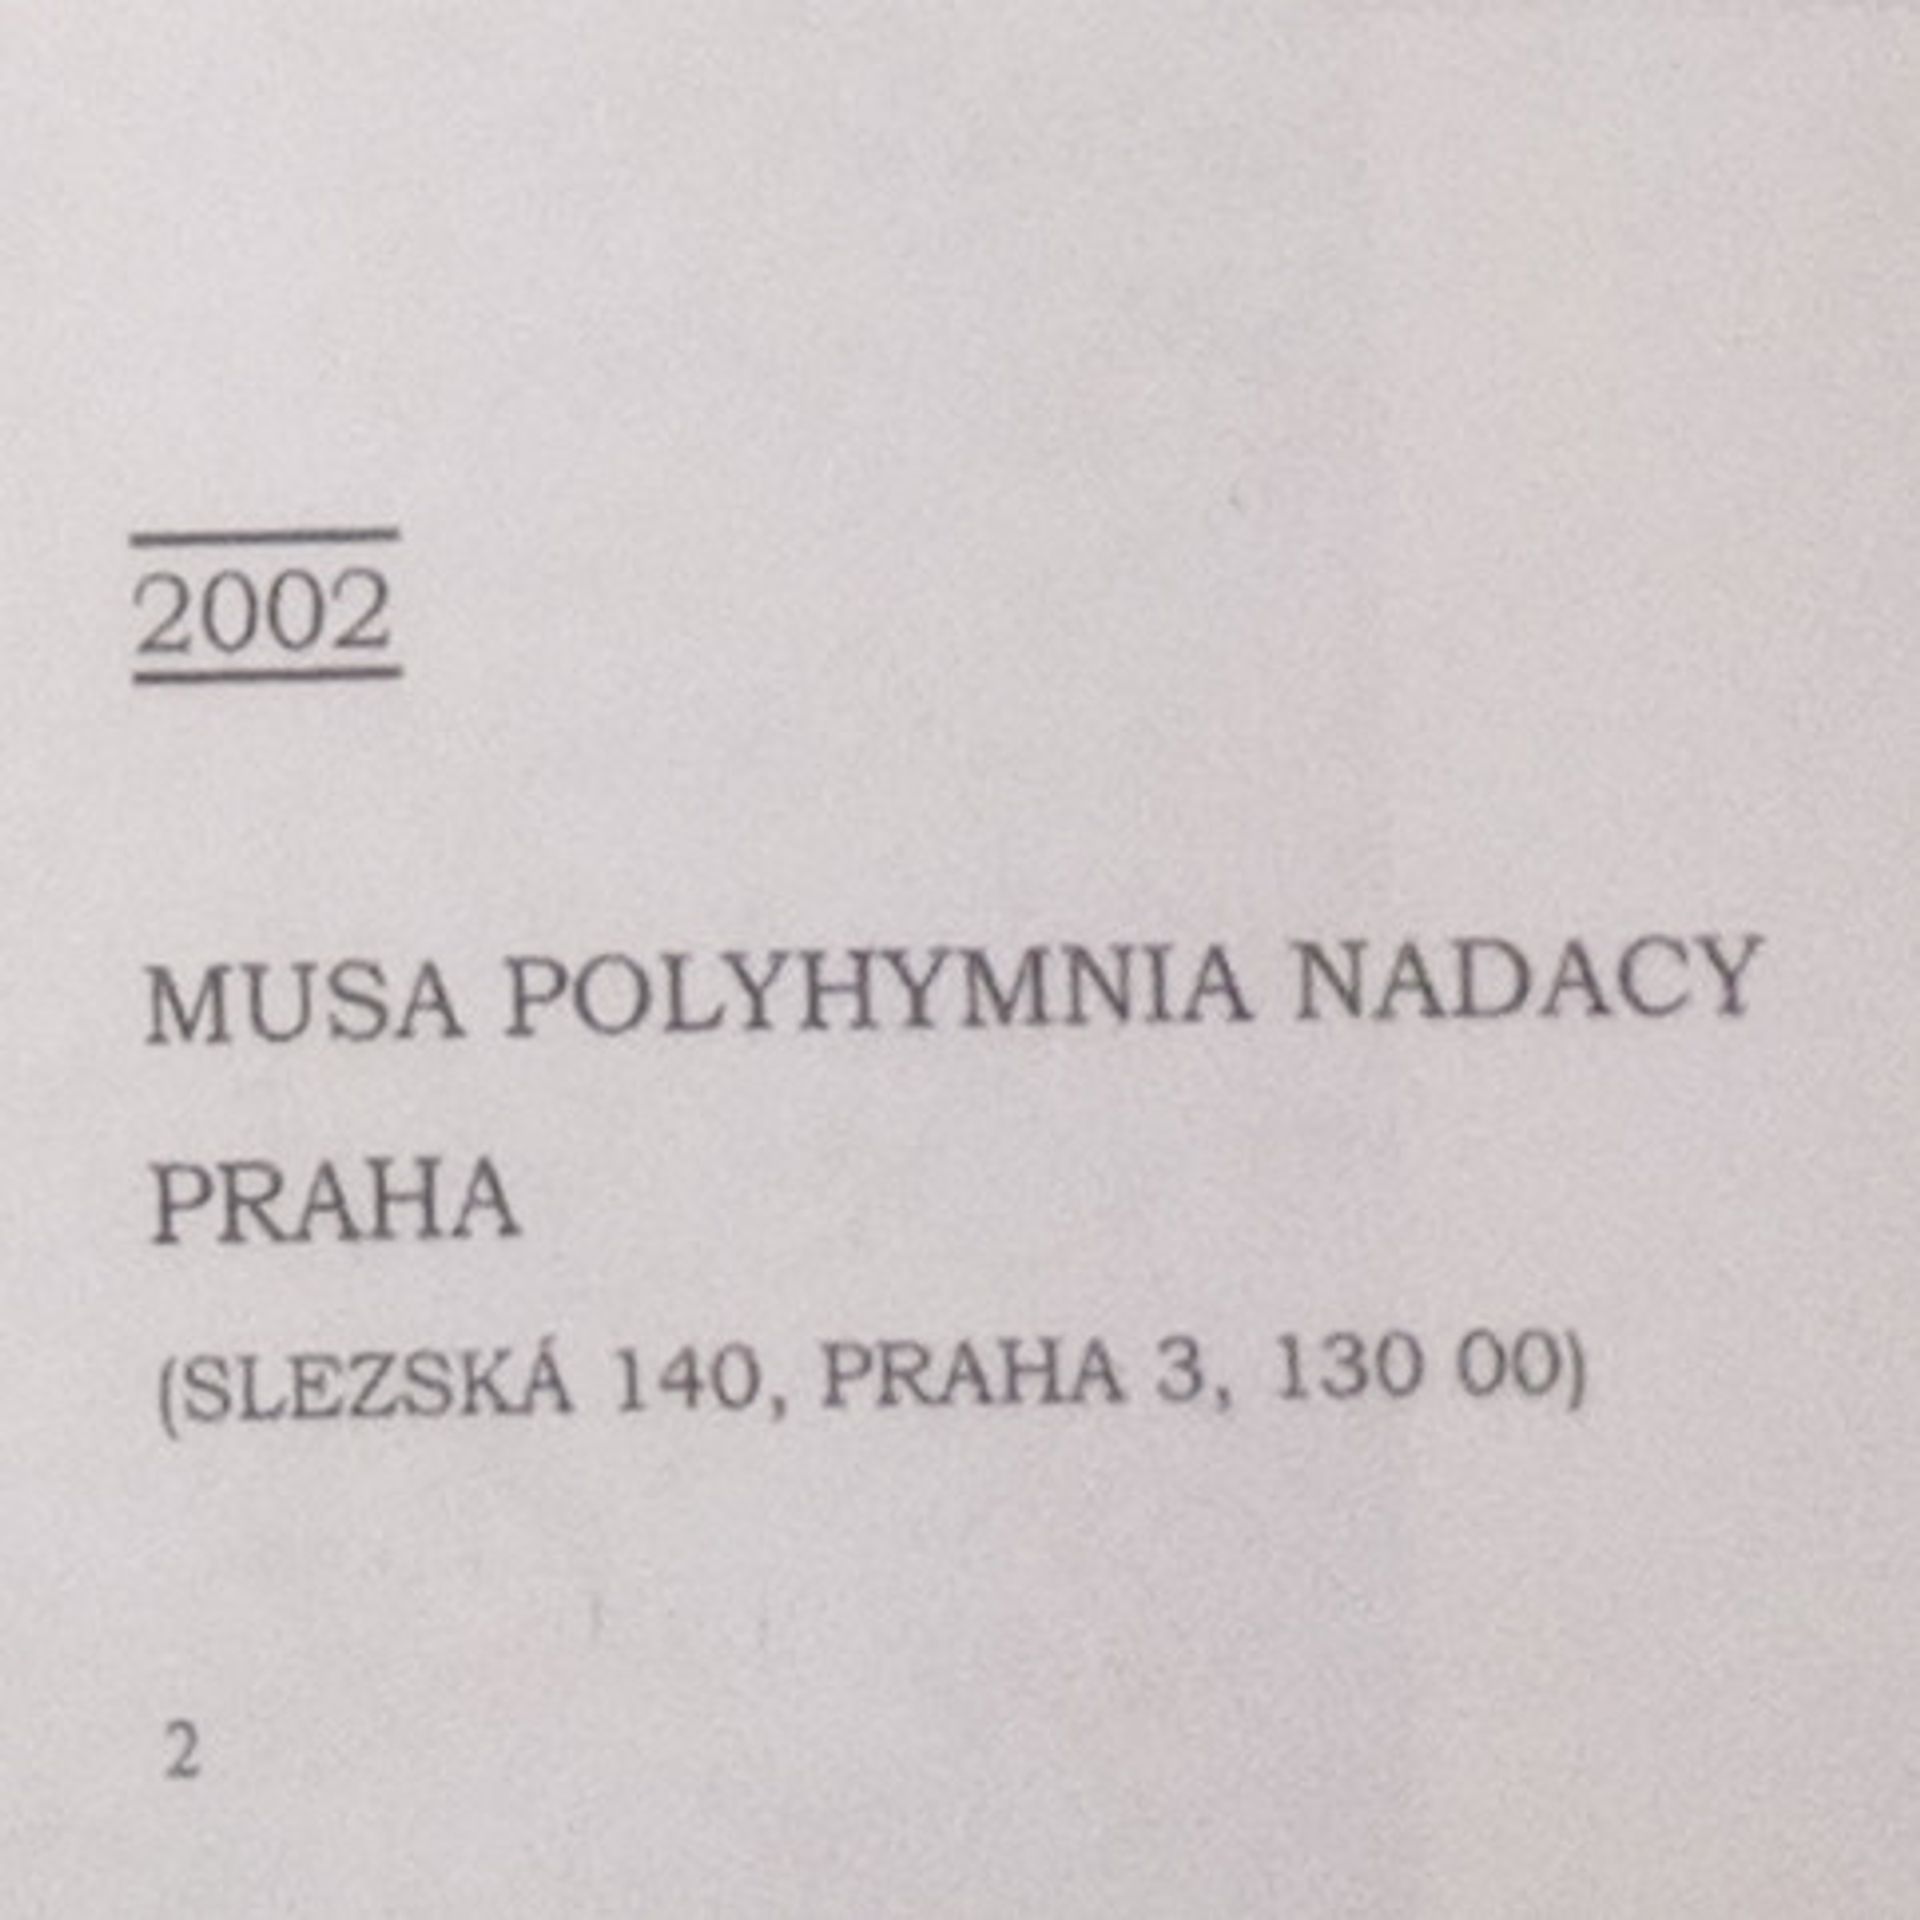 2002
MUSA POLYHYMNIA NADACY
PRAHA
(SLEZSKÁ 140, PRAHA 3, 130 00)
2